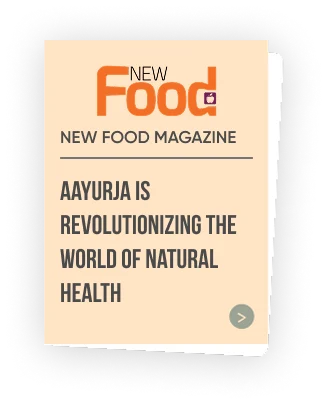 NEW
Food
NEW FOOD MAGAZINE
AAYURJA IS
REVOLUTIONIZING THE
WORLD OF NATURAL
HEALTH
>